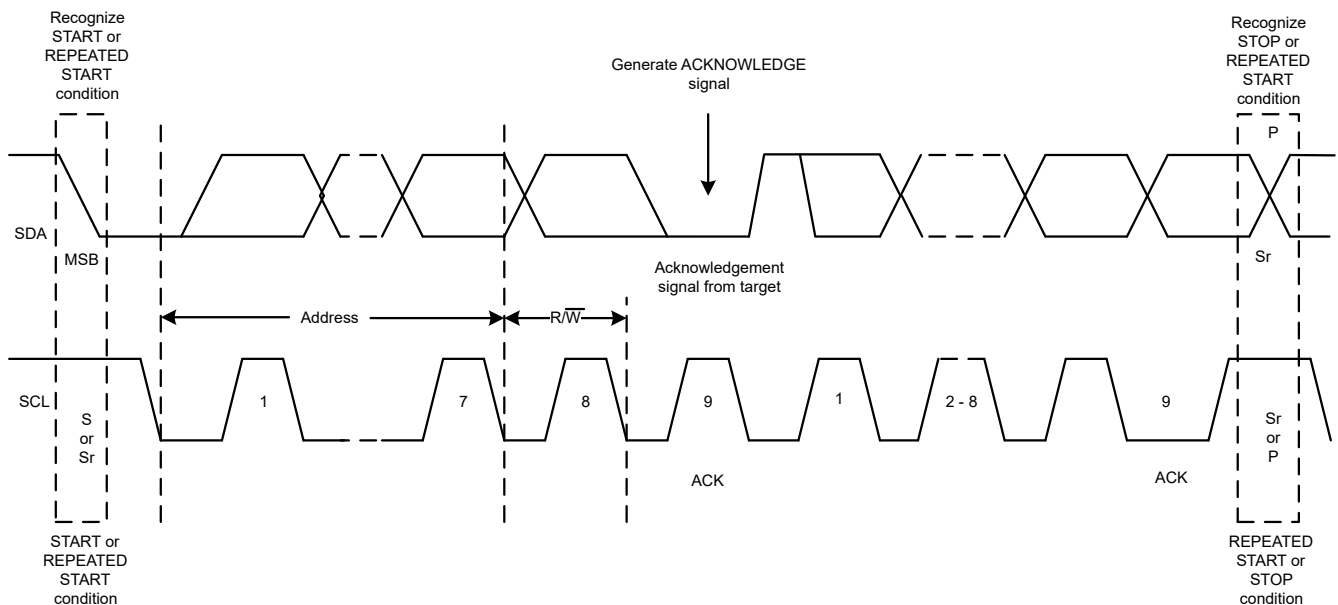 Recognize
START or
REPEATED
START
condition
Recognize
STOP or
REPEATED
START
condition
Generate ACKNOWLEDGE
signal
P
SDA
MSB
Sr
Acknowledgement
signal from target
Address
R/W̅
SCL
1
7
8
9
1
2 - 8
9
S
or
Sr
Sr
or
P
ACK
ACK
START or
REPEATED
START
condition
REPEATED
START or
STOP
condition